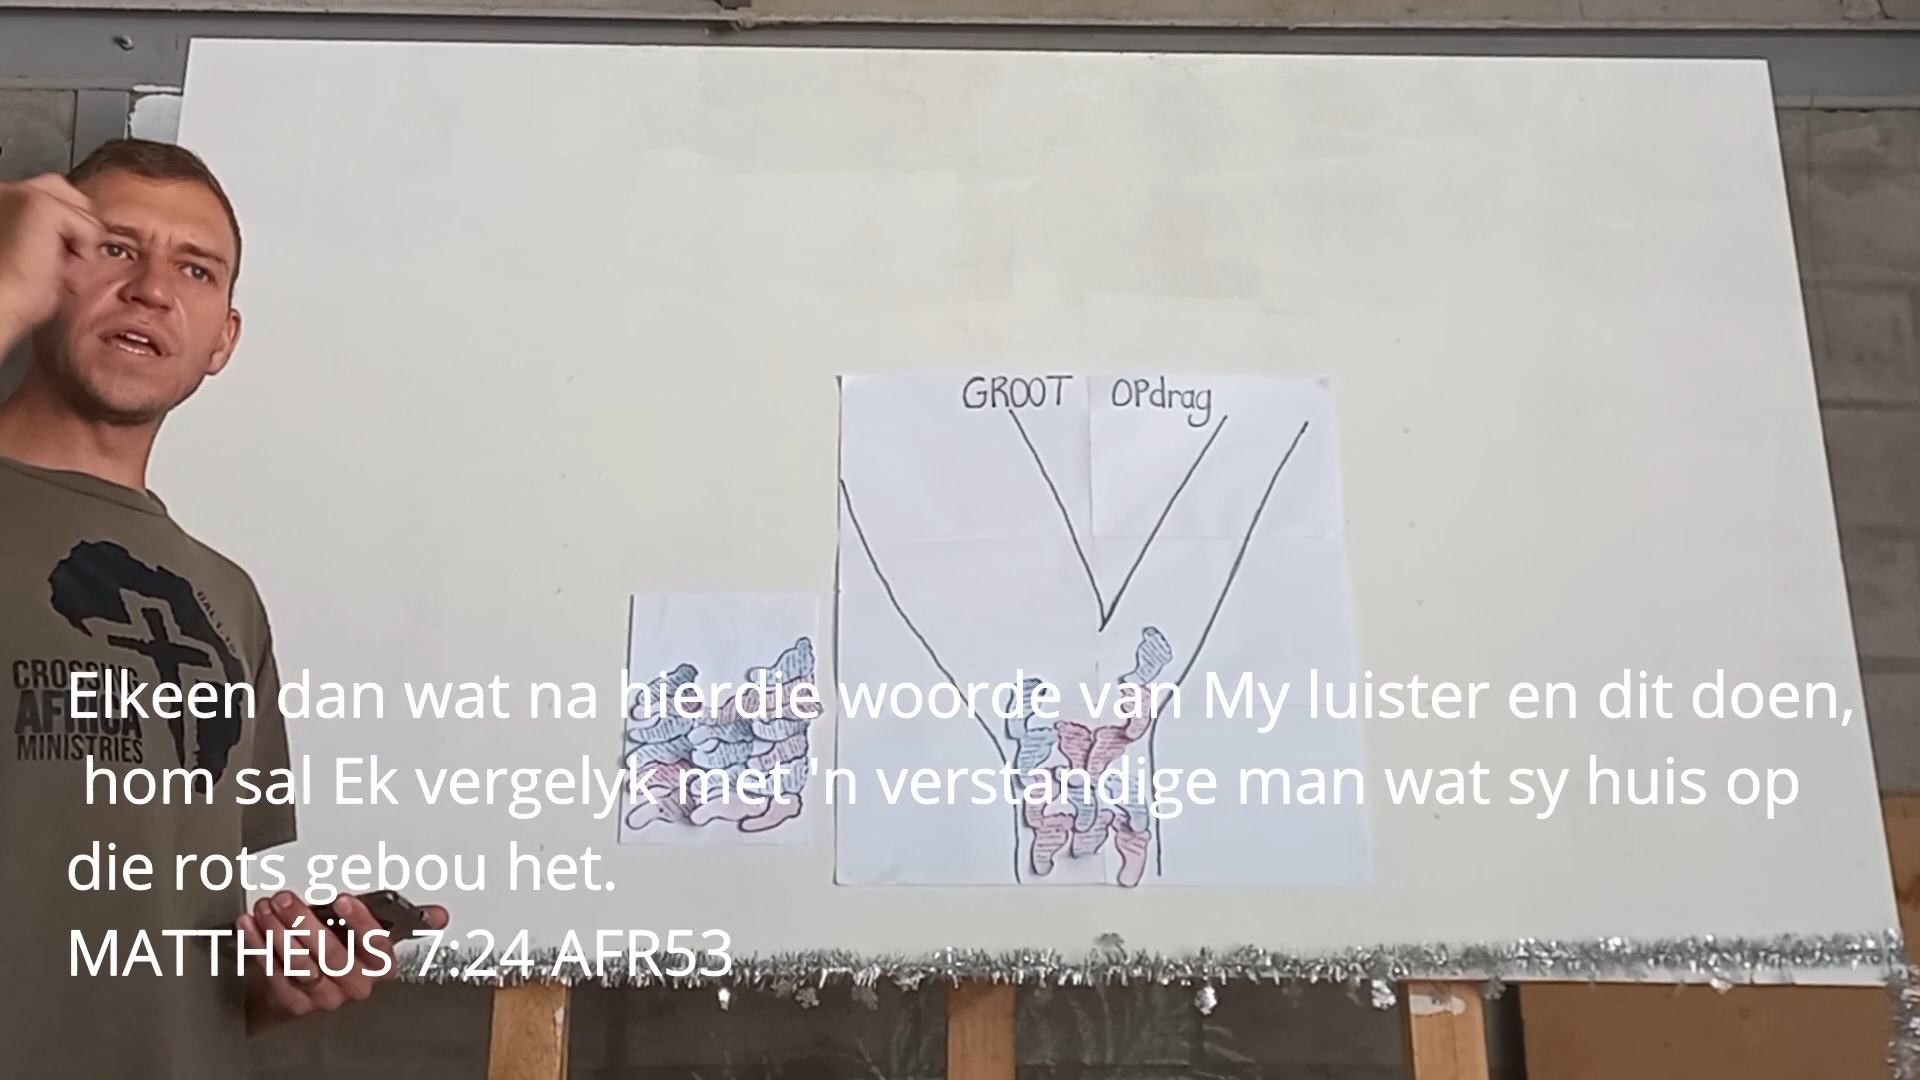 GROOT OPdrag
CROSSING
AFRICA
MINISTRIES
Elkeen dan wat na hierdie woorde van My luister en dit doen,
hom sal Ek vergelyk met 'n verstandige man wat sy huis op
die rots gebou het.
MATTHÉÜS 7:24 AFR53